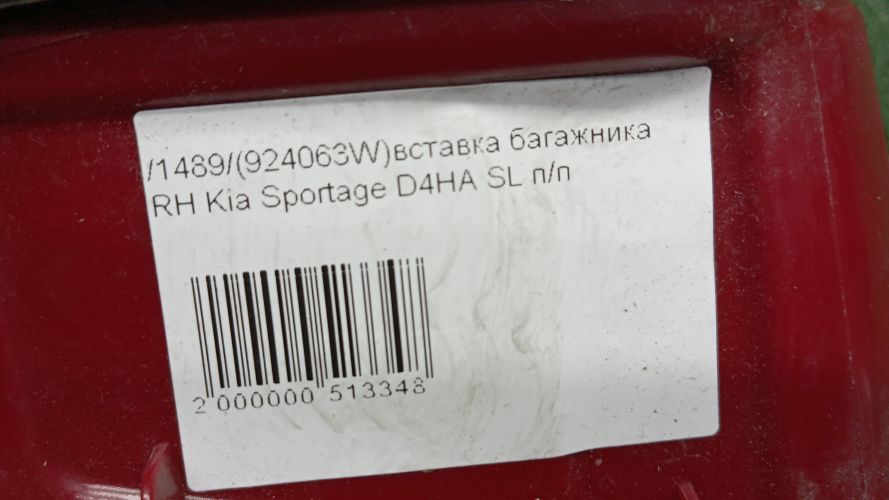 /1489/(924063W)вставка багажника
RH Kia Sportage D4HA SL п/п
2 000000 513348